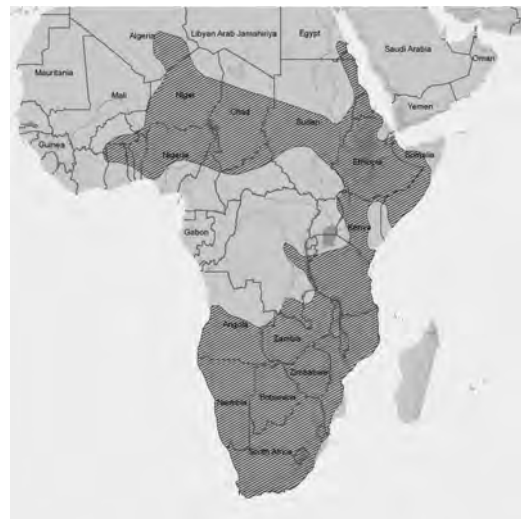 Algeria
Libyan Arab Jamahiriya
Egypt
Saudi Arabia
Oman
Mauritania
Mali
Niger
Chad
Sudan
Yemen
Guinea
Nigeria
Ethiopia
Somalia
Gabon
Kenya
Angola
Zambia
Zimbabwe
Namibia
Botswana
South Africa